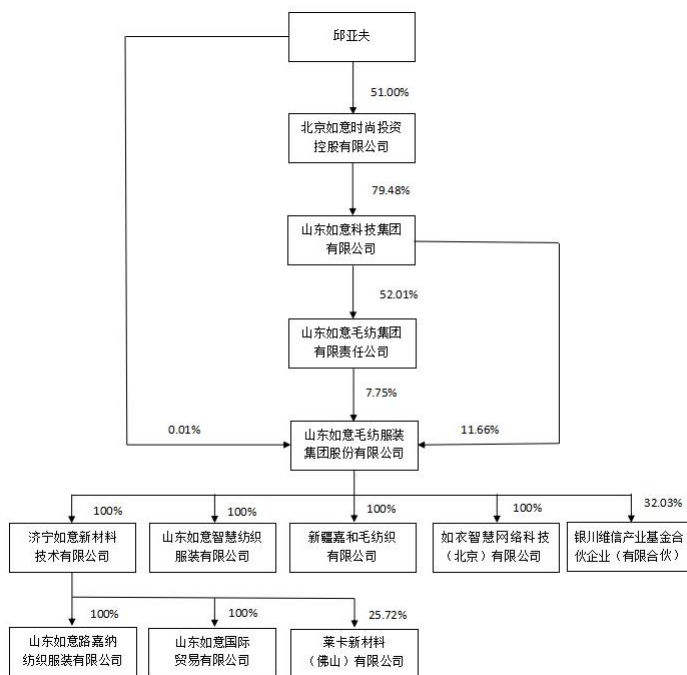 邱亚夫
51.00%
北京如意时尚投资
控股有限公司
79.48%
山东如意科技集团
有限公司
52.01%
山东如意毛纺集团
有限责任公司
7.75%
0.01%
山东如意毛纺服装
集团股份有限公司
11.66%
100%
100%
100%
100%
32.03%
济宁如意新材料
技术有限公司
山东如意智慧纺织
服装有限公司
新疆嘉和毛纺织
有限公司
如衣智慧网络科技
（北京）有限公司
银川维信产业基金合
伙企业（有限合伙）
100%
100%
25.72%
山东如意路嘉纳
纺织服装有限公司
山东如意国际
贸易有限公司
莱卡新材料
（佛山）有限公司